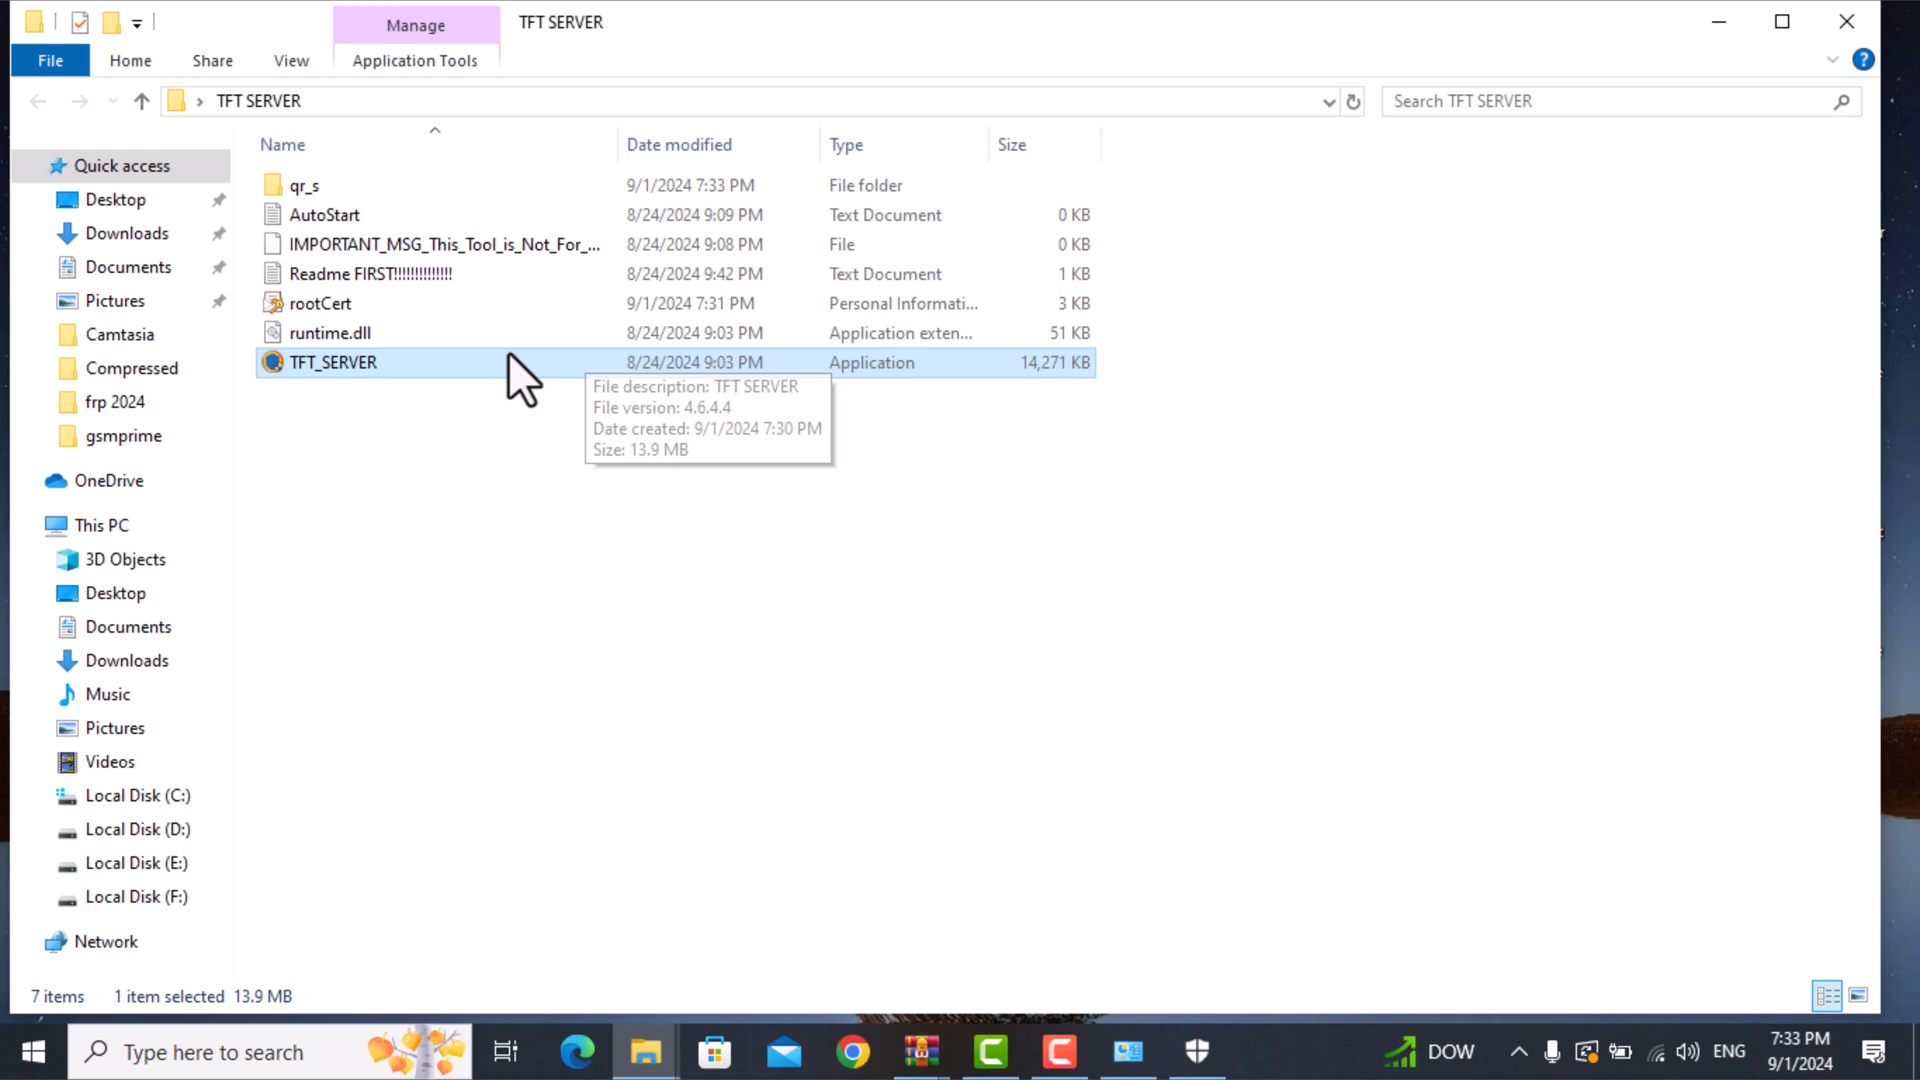 Manage
TFT SERVER
File
Home
Share
View
Application Tools
TFT SERVER
Search TFT SERVER
Name
Date modified
Type
Size
qr_s
9/1/2024 7:33 PM
File folder
AutoStart
8/24/2024 9:09 PM
Text Document
0 KB
IMPORTANT_MSG_This_Tool_is_Not_For_...
8/24/2024 9:08 PM
File
0 KB
Readme FIRST!!!!!!!!!!!!!!
8/24/2024 9:42 PM
Text Document
1 KB
rootCert
9/1/2024 7:31 PM
Personal Informati...
3 KB
runtime.dll
8/24/2024 9:03 PM
Application exten...
51 KB
TFT_SERVER
8/24/2024 9:03 PM
Application
14,271 KB
File description: TFT SERVER
File version: 4.6.4.4
Date created: 9/1/2024 7:30 PM
Size: 13.9 MB
Quick access
Desktop
Downloads
Documents
Pictures
Camtasia
Compressed
frp 2024
gsmprime
OneDrive
This PC
3D Objects
Desktop
Documents
Downloads
Music
Pictures
Videos
Local Disk (C:)
Local Disk (D:)
Local Disk (E:)
Local Disk (F:)
Network
7 items
1 item selected 13.9 MB
Type here to search
DOW
ENG
7:33 PM
9/1/2024